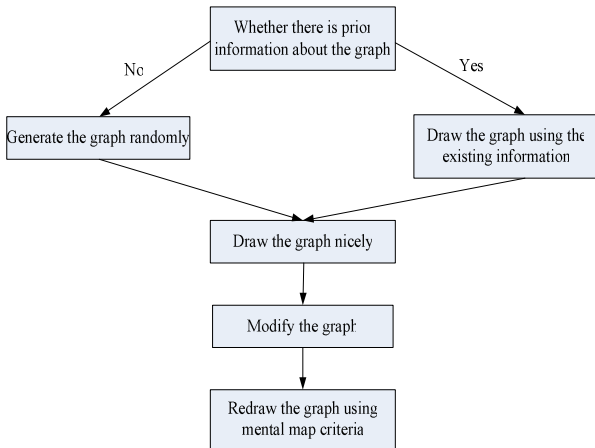 Whether there is prior
information about the graph
No
Yes
Generate the graph randomly
Draw the graph using the
existing information
Draw the graph nicely
Modify the graph
Redraw the graph using
mental map criteria